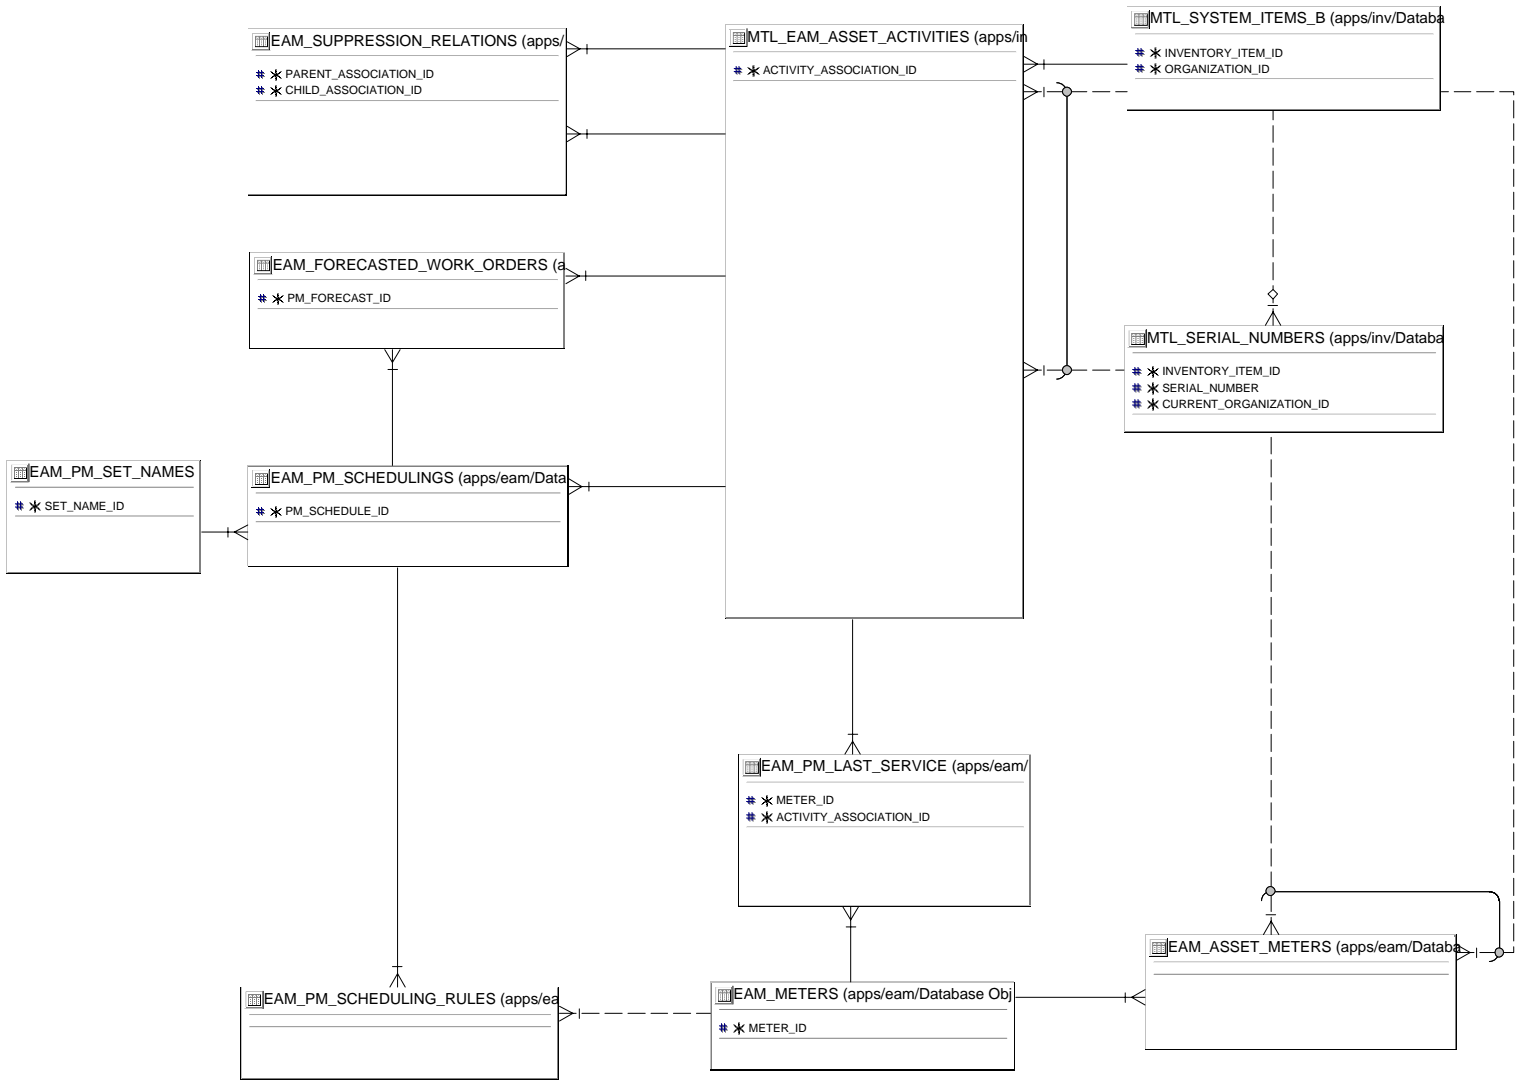 EAM_SUPPRESSION_RELATIONS (apps/
# * PARENT_ASSOCIATION_ID
# * CHILD_ASSOCIATION_ID
MTL_EAM_ASSET_ACTIVITIES (apps/in
# * ACTIVITY_ASSOCIATION_ID
MTL_SYSTEM_ITEMS_B (apps/inv/Databa
# * INVENTORY_ITEM_ID
# * ORGANIZATION_ID
EAM_FORECASTED_WORK_ORDERS (a
# * PM_FORECAST_ID
MTL_SERIAL_NUMBERS (apps/inv/Databa
# * INVENTORY_ITEM_ID
# * SERIAL_NUMBER
# * CURRENT_ORGANIZATION_ID
EAM_PM_SET_NAMES
# * SET_NAME_ID
EAM_PM_SCHEDULINGS (apps/eam/Data
# * PM_SCHEDULE_ID
EAM_PM_LAST_SERVICE (apps/eam/
# * METER_ID
# * ACTIVITY_ASSOCIATION_ID
EAM_PM_SCHEDULING_RULES (apps/ea
EAM_METERS (apps/eam/Database Obj
# * METER_ID
EAM_ASSET_METERS (apps/eam/Databa